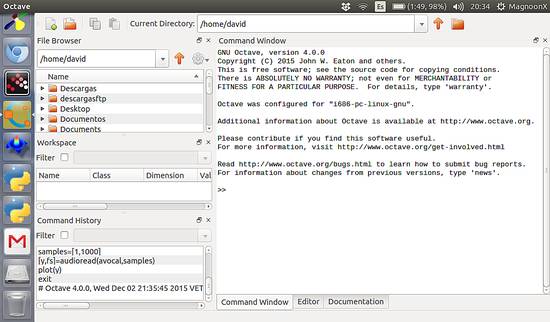 Octave
Es
(1:49, 98%)
20:34
MagnoonX
Current Directory:
/home/david
File Browser
/home/david
Name
Descargas
descargasftp
Desktop
Documentos
Documents
Workspace
Filter
Name Class Dimension Val
Command History
Filter
samples=[1,1000]
[y,fs]=audioread(avocal,samples)
plot(y)
exit
# Octave 4.0.0, Wed Dec 02 21:35:45 2015 VET
Command Window
GNU Octave, version 4.0.0
Copyright (C) 2015 John W. Eaton and others.
This is free software; see the source code for copying conditions.
There is ABSOLUTELY NO WARRANTY; not even for MERCHANTABILITY or
FITNESS FOR A PARTICULAR PURPOSE.  For details, type 'warranty'.
Octave was configured for "i686-pc-linux-gnu".
Additional information about Octave is available at http://www.octave.org.
Please contribute if you find this software useful.
For more information, visit http://www.octave.org/get-involved.html
Read http://www.octave.org/bugs.html to learn how to submit bug reports.
For information about changes from previous versions, type 'news'.
>>
Command Window Editor Documentation